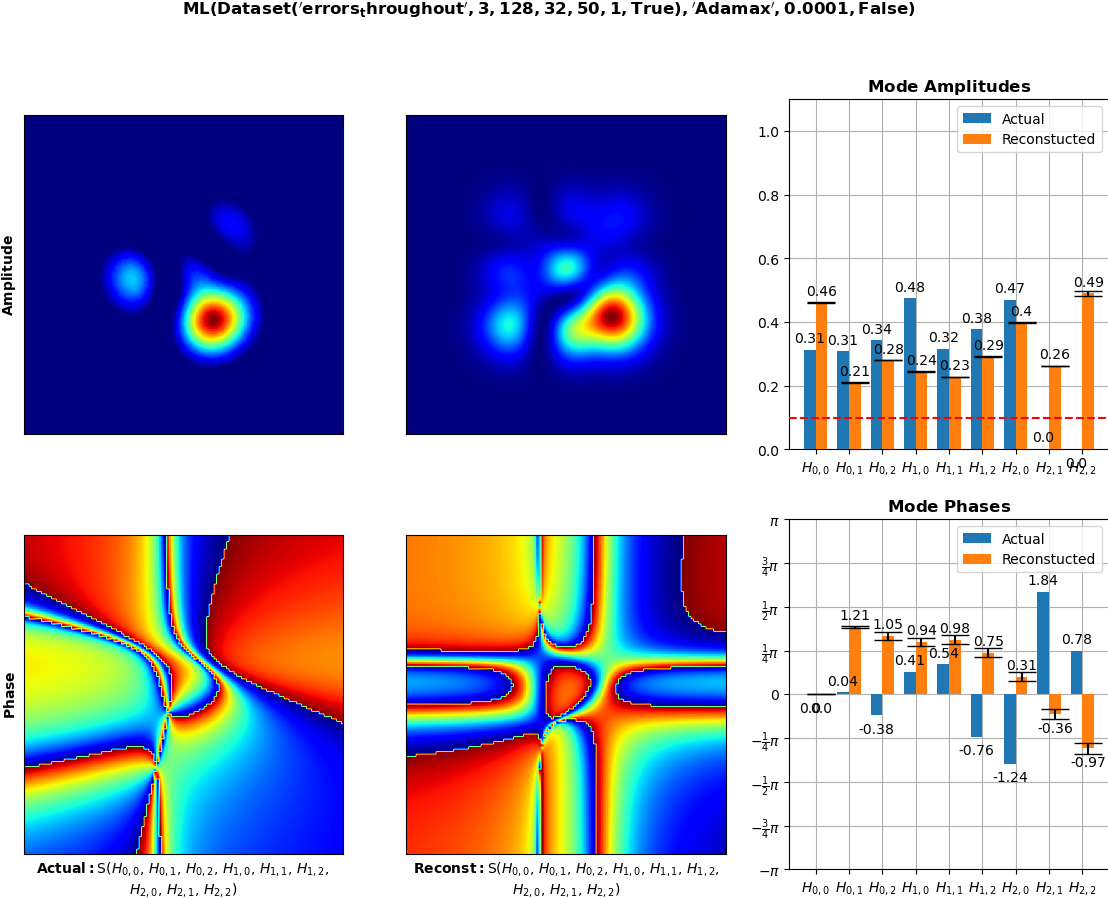 ML(Dataset('errors_throughout', 3, 128, 32, 50, 1, True), 'Adamax', 0.0001, False)
Amplitude
Mode Amplitudes
Actual
Reconstucted
1.0
0.8
0.6
0.4
0.2
0.0
0.31
0.46
0.31
0.21
0.34
0.28
0.48
0.24
0.32
0.23
0.38
0.29
0.47
0.4
0.0
0.26
0.0
0.49
H0,0 H0,1 H0,2 H1,0 H1,1 H1,2 H2,0 H2,1 H2,2
Phase
Mode Phases
Actual
Reconstucted
π
3/4π
1/2π
1/4π
0
−1/4π
−1/2π
−3/4π
−π
0.0
0.0
0.04
1.21
-0.38
1.05
0.41
0.94
0.54
0.98
-0.76
0.75
-1.24
0.31
1.84
-0.36
0.78
-0.97
H0,0 H0,1 H0,2 H1,0 H1,1 H1,2 H2,0 H2,1 H2,2
Actual:S(H0,0, H0,1, H0,2, H1,0, H1,1, H1,2,
H2,0, H2,1, H2,2)
Reconst:S(H0,0, H0,1, H0,2, H1,0, H1,1, H1,2,
H2,0, H2,1, H2,2)